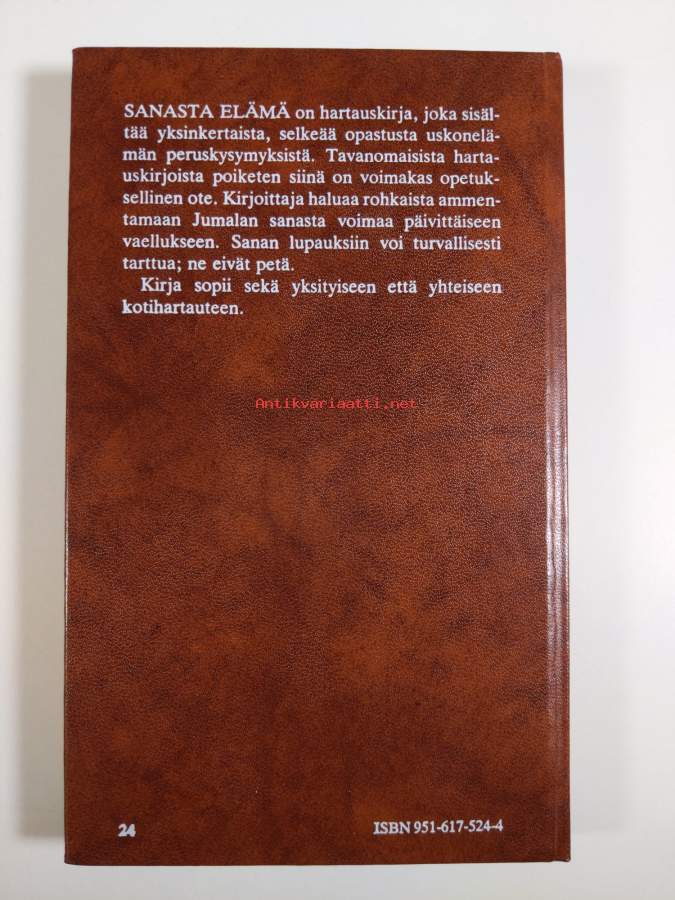 SANASTA ELÄMÄ on hartauskirja, joka sisäl-
tää yksinkertaista, selkeää opastusta uskonelä-
män peruskysymyksistä. Tavanomaisista harta-
uskirjoista poiketen siinä on voimakas opetuk-
sellinen ote. Kirjoittaja haluaa rohkaista ammen-
tamaan Jumalan sanasta voimaa päivittäiseen
vaellukseen. Sanan lupauksiin voi turvallisesti
tarttua; ne eivät petä.
Kirja sopii sekä yksityiseen että yhteiseen
kotihartauteen.
Antikvariaatti.net
24
ISBN 951-617-524-4